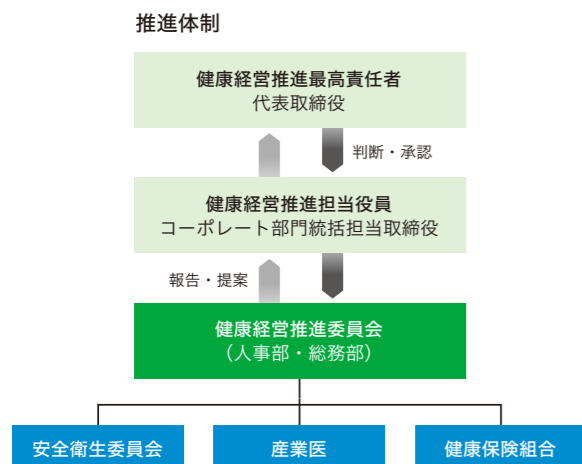 推進体制
健康経営推進最高責任者
代表取締役
判断・承認
健康経営推進担当役員
コーポレート部門統括担当取締役
報告・提案
健康経営推進委員会
（人事部・総務部）
安全衛生委員会
産業医
健康保険組合